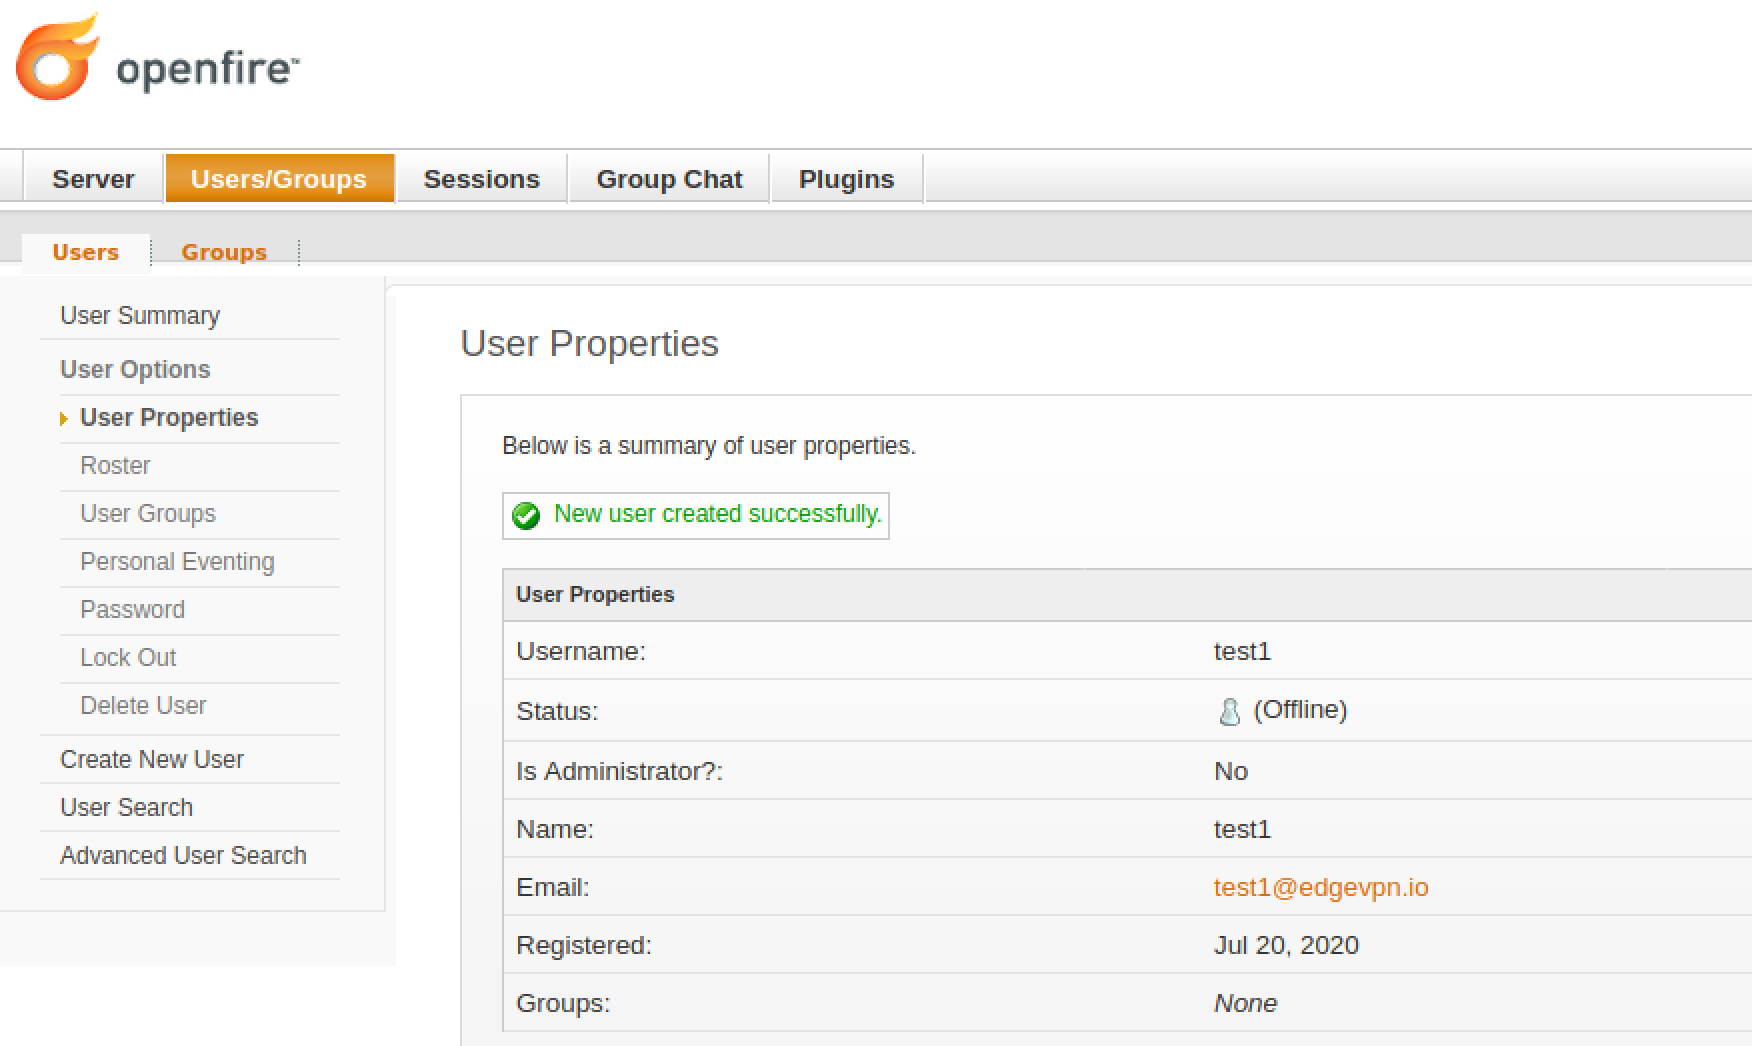 openfire™
Server Users/Groups Sessions Group Chat Plugins
Users Groups
User Summary
User Options
User Properties
Roster
User Groups
Personal Eventing
Password
Lock Out
Delete User
Create New User
User Search
Advanced User Search
User Properties
Below is a summary of user properties.
New user created successfully.
User Properties
Username: test1
Status: (Offline)
Is Administrator?: No
Name: test1
Email: test1@edgevpn.io
Registered: Jul 20, 2020
Groups: None